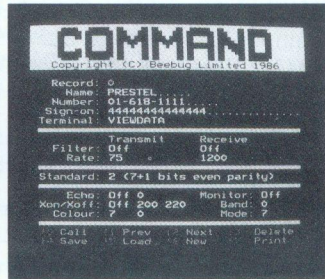 COMMAND
Copyright (C) Beebug Limited 1986
Record: 0
Name: PRESTEL.....
Number: 01-618-1111.....
Sign-on: 44444444444444..............
Terminal: VIEWDATA
Transmit Receive
Filter: Off Off
Rate: 75 1200
Standard: 2 (7+1 bits even parity)
Echo: Off 0 Monitor: Off
Xon/Xoff: Off 200 220 Band: 0
Colour: 7 0 Mode: 7
Call Prev Next Delete
Save Load New Print